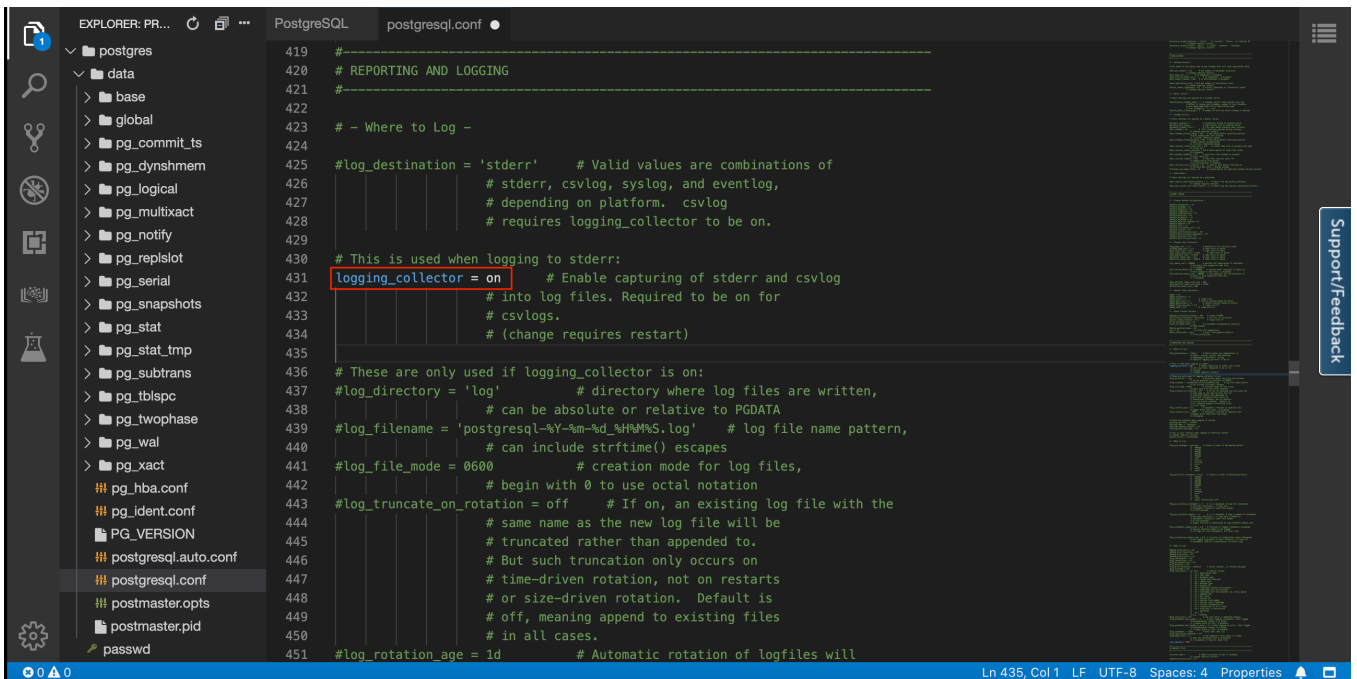 EXPLORER: PR...
postgres
data
base
global
pg_commit_ts
pg_dynshmem
pg_logical
pg_multixact
pg_notify
pg_replslot
pg_serial
pg_snapshots
pg_stat
pg_stat_tmp
pg_subtrans
pg_tblspc
pg_twophase
pg_wal
pg_xact
pg_hba.conf
pg_ident.conf
PG_VERSION
postgresql.auto.conf
postgresql.conf
postmaster.opts
postmaster.pid
passwd
1
PostgreSQL postgresql.conf
419 #------------------------------------------------------------------------------
420 # REPORTING AND LOGGING
421 #------------------------------------------------------------------------------
422
423 # - Where to Log -
424
425 #log_destination = 'stderr' # Valid values are combinations of
426 # stderr, csvlog, syslog, and eventlog,
427 # depending on platform. csvlog
428 # requires logging_collector to be on.
429
430 # This is used when logging to stderr:
431 logging_collector = on # Enable capturing of stderr and csvlog
432 # into log files. Required to be on for
433 # csvlogs.
434 # (change requires restart)
435
436 # These are only used if logging_collector is on:
437 #log_directory = 'log' # directory where log files are written,
438 # can be absolute or relative to PGDATA
439 #log_filename = 'postgresql-%Y-%m-%d_%H%M%S.log' # log file name pattern,
440 # can include strftime() escapes
441 #log_file_mode = 0600 # creation mode for log files,
442 # begin with 0 to use octal notation
443 #log_truncate_on_rotation = off # If on, an existing log file with the
444 # same name as the new log file will be
445 # truncated rather than appended to.
446 # But such truncation only occurs on
447 # time-driven rotation, not on restarts
448 # or size-driven rotation. Default is
449 # off, meaning append to existing files
450 # in all cases.
451 #log_rotation_age = 1d # Automatic rotation of logfiles will
Support/Feedback
0 0
Ln 435, Col 1 LF UTF-8 Spaces: 4 Properties